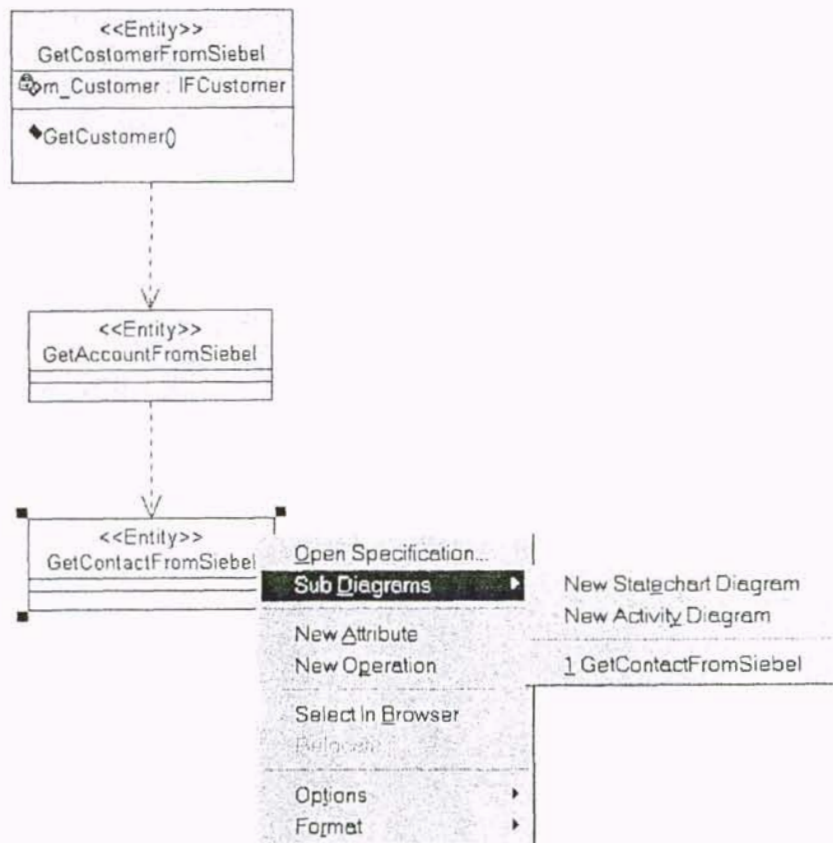 <<Entity>>
GetCostomerFromSiebel
m_Customer : IFCustomer
GetCustomer()
<<Entity>>
GetAccountFromSiebel
<<Entity>>
GetContactFromSiebel
Open Specification...
Sub Diagrams
New Attribute
New Operation
Select In Browser
Relocate
Options
Format
New Statechart Diagram
New Activity Diagram
1 GetContactFromSiebel